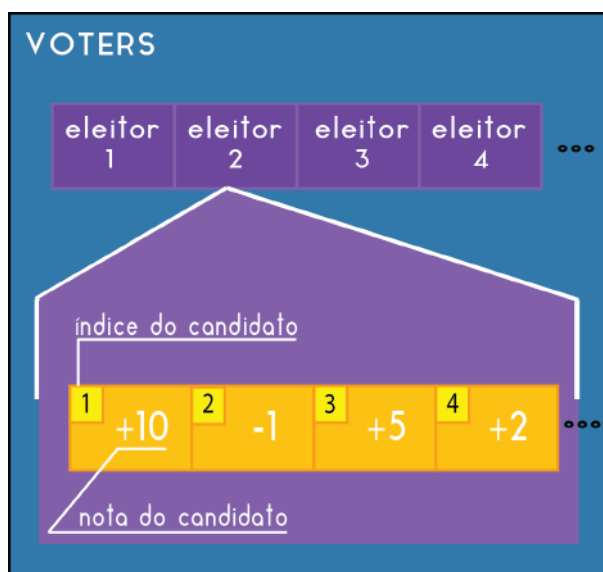 VOTERS
eleitor eleitor eleitor eleitor
1 2 3 4
índice do candidato
1 2 3 4
+10 -1 +5 +2
nota do candidato